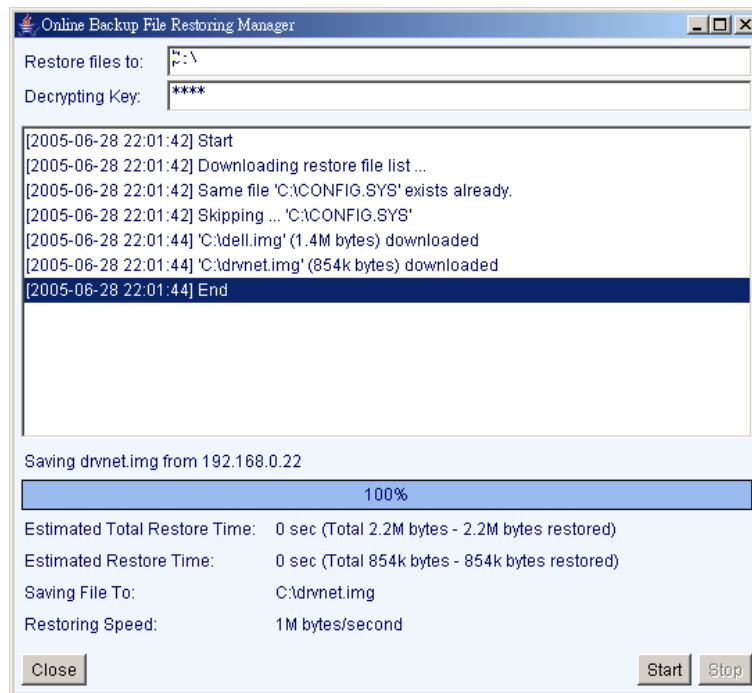 Online Backup File Restoring Manager
Restore files to:
Decrypting Key: ****
[2005-06-28 22:01:42] Start
[2005-06-28 22:01:42] Downloading restore file list ...
[2005-06-28 22:01:42] Same file 'C:\CONFIG.SYS' exists already.
[2005-06-28 22:01:42] Skipping ... 'C:\CONFIG.SYS'
[2005-06-28 22:01:44] 'C:\dell.img' (1.4M bytes) downloaded
[2005-06-28 22:01:44] 'C:\drvnet.img' (854k bytes) downloaded
[2005-06-28 22:01:44] End
Saving drvnet.img from 192.168.0.22
100%
Estimated Total Restore Time: 0 sec (Total 2.2M bytes - 2.2M bytes restored)
Estimated Restore Time: 0 sec (Total 854k bytes - 854k bytes restored)
Saving File To: C:\drvnet.img
Restoring Speed: 1M bytes/second
Close Start Stop